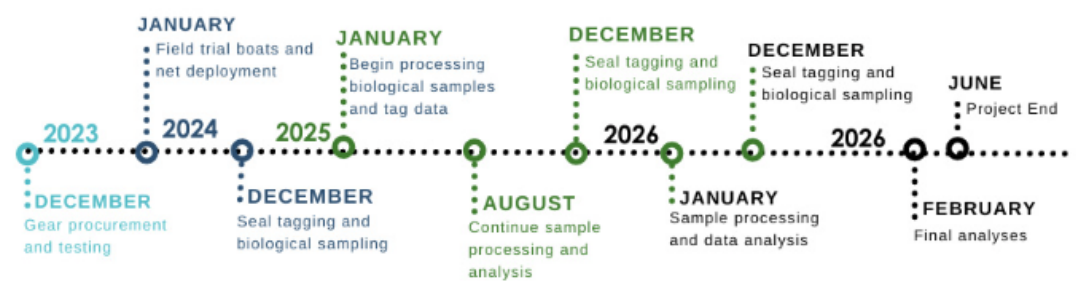 2023
DECEMBER
Gear procurement
and testing
JANUARY
Field trial boats and
net deployment
2024
DECEMBER
Seal tagging and
biological sampling
2025
JANUARY
Begin processing
biological samples
and tag data
AUGUST
Continue sample
processing and
analysis
DECEMBER
Seal tagging and
biological sampling
2026
JANUARY
Sample processing
and data analysis
DECEMBER
Seal tagging and
biological sampling
2026
FEBRUARY
Final analyses
JUNE
Project End